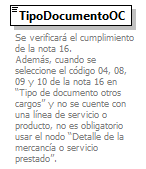 TipoDocumentoOC
Se verificará el cumplimiento
de la nota 16.
Además, cuando se
seleccione el código 04, 08,
09 y 10 de la nota 16 en
"Tipo de documento otros
cargos" y no se cuente con
una línea de servicio o
producto, no es obligatorio
usar el nodo "Detalle de la
mercancía o servicio
prestado".